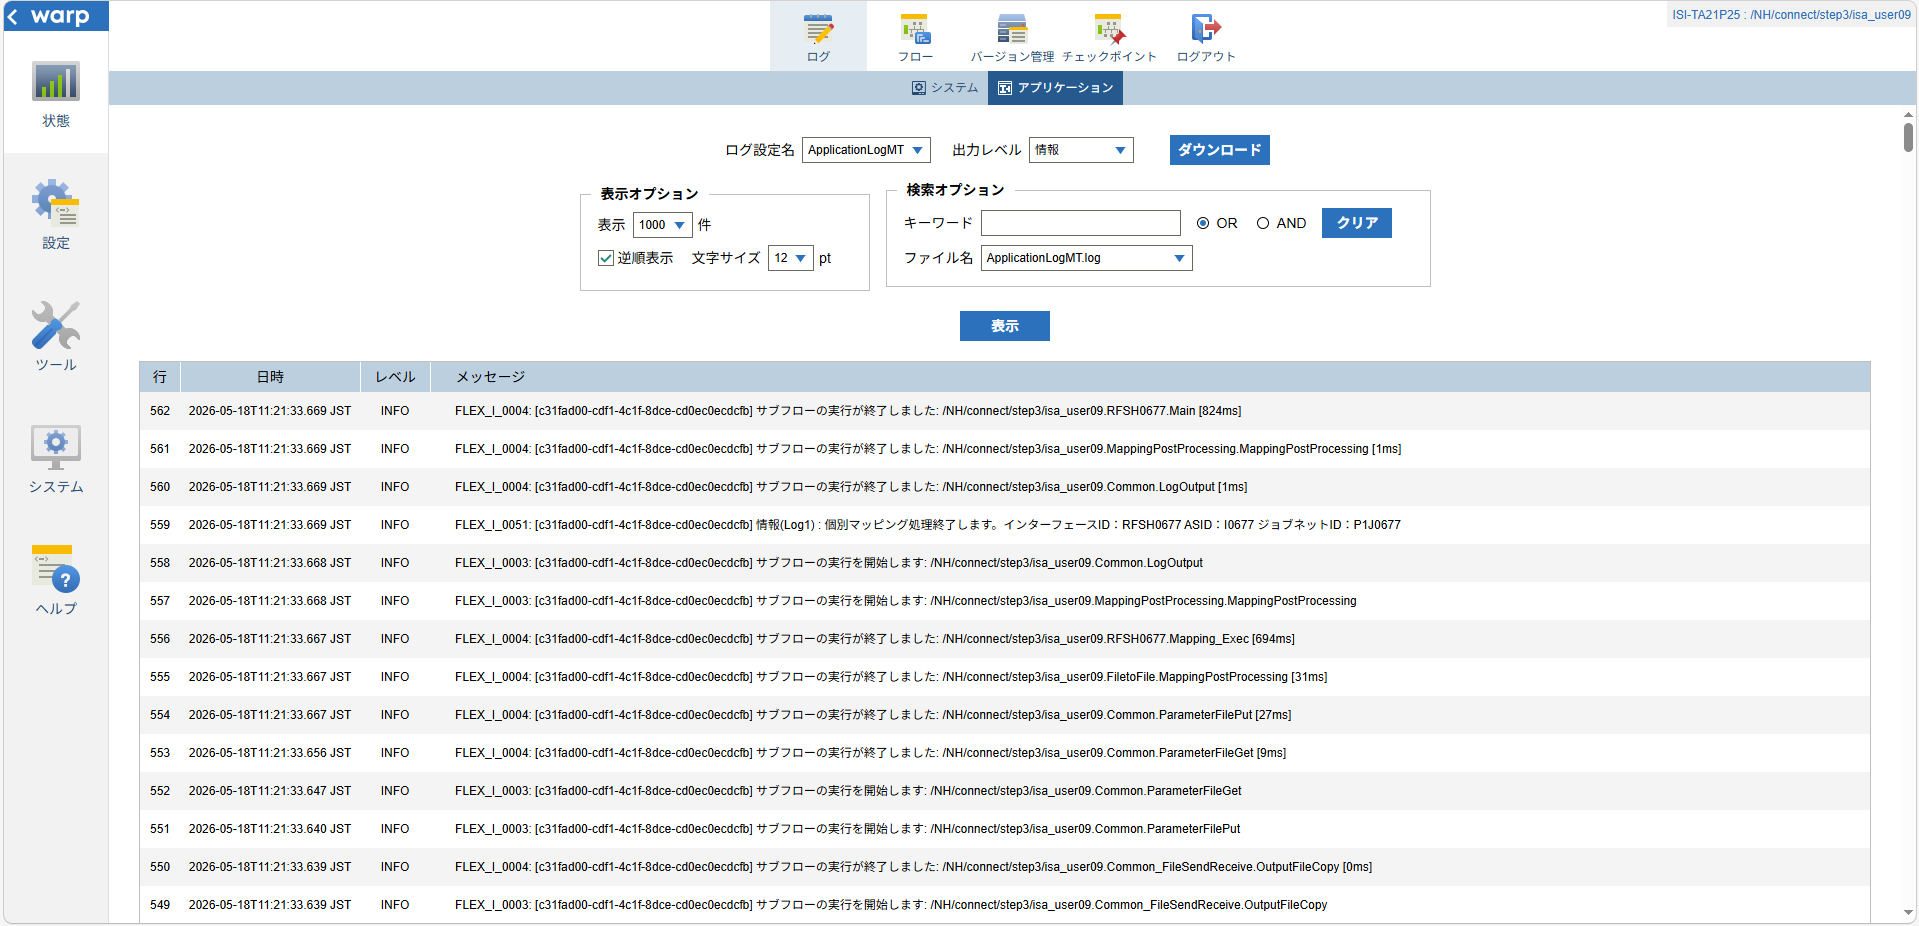 warp
ログ
フロー
バージョン管理
チェックポイント
ログアウト
ISI-TA21P25 : /NH/connect/step3/isa_user09
システム
アプリケーション
状態
設定
ツール
システム
ヘルプ
ログ設定名 ApplicationLogMT 出力レベル 情報 ダウンロード
表示オプション
表示 1000 件
逆順表示 文字サイズ 12 pt
検索オプション
キーワード OR AND クリア
ファイル名 ApplicationLogMT.log
表示
行 日時 レベル メッセージ
562 2026-05-18T11:21:33.669 JST INFO FLEX_I_0004: [c31fad00-cdf1-4c1f-8dce-cd0ec0ecdcfb] サブフローの実行が終了しました: /NH/connect/step3/isa_user09.RFSH0677.Main [824ms]
561 2026-05-18T11:21:33.669 JST INFO FLEX_I_0004: [c31fad00-cdf1-4c1f-8dce-cd0ec0ecdcfb] サブフローの実行が終了しました: /NH/connect/step3/isa_user09.MappingPostProcessing.MappingPostProcessing [1ms]
560 2026-05-18T11:21:33.669 JST INFO FLEX_I_0004: [c31fad00-cdf1-4c1f-8dce-cd0ec0ecdcfb] サブフローの実行が終了しました: /NH/connect/step3/isa_user09.Common.LogOutput [1ms]
559 2026-05-18T11:21:33.669 JST INFO FLEX_I_0051: [c31fad00-cdf1-4c1f-8dce-cd0ec0ecdcfb] 情報(Log1) : 個別マッピング処理終了します。インターフェースID：RFSH0677 ASID：I0677 ジョブネットID：P1J0677
558 2026-05-18T11:21:33.668 JST INFO FLEX_I_0003: [c31fad00-cdf1-4c1f-8dce-cd0ec0ecdcfb] サブフローの実行を開始します: /NH/connect/step3/isa_user09.Common.LogOutput
557 2026-05-18T11:21:33.668 JST INFO FLEX_I_0003: [c31fad00-cdf1-4c1f-8dce-cd0ec0ecdcfb] サブフローの実行を開始します: /NH/connect/step3/isa_user09.MappingPostProcessing.MappingPostProcessing
556 2026-05-18T11:21:33.667 JST INFO FLEX_I_0004: [c31fad00-cdf1-4c1f-8dce-cd0ec0ecdcfb] サブフローの実行が終了しました: /NH/connect/step3/isa_user09.RFSH0677.Mapping_Exec [694ms]
555 2026-05-18T11:21:33.667 JST INFO FLEX_I_0004: [c31fad00-cdf1-4c1f-8dce-cd0ec0ecdcfb] サブフローの実行が終了しました: /NH/connect/step3/isa_user09.FiletoFile.MappingPostProcessing [31ms]
554 2026-05-18T11:21:33.667 JST INFO FLEX_I_0004: [c31fad00-cdf1-4c1f-8dce-cd0ec0ecdcfb] サブフローの実行が終了しました: /NH/connect/step3/isa_user09.Common.ParameterFilePut [27ms]
553 2026-05-18T11:21:33.656 JST INFO FLEX_I_0004: [c31fad00-cdf1-4c1f-8dce-cd0ec0ecdcfb] サブフローの実行が終了しました: /NH/connect/step3/isa_user09.Common.ParameterFileGet [9ms]
552 2026-05-18T11:21:33.647 JST INFO FLEX_I_0003: [c31fad00-cdf1-4c1f-8dce-cd0ec0ecdcfb] サブフローの実行を開始します: /NH/connect/step3/isa_user09.Common.ParameterFileGet
551 2026-05-18T11:21:33.640 JST INFO FLEX_I_0003: [c31fad00-cdf1-4c1f-8dce-cd0ec0ecdcfb] サブフローの実行を開始します: /NH/connect/step3/isa_user09.Common.ParameterFilePut
550 2026-05-18T11:21:33.639 JST INFO FLEX_I_0004: [c31fad00-cdf1-4c1f-8dce-cd0ec0ecdcfb] サブフローの実行が終了しました: /NH/connect/step3/isa_user09.Common_FileSendReceive.OutputFileCopy [0ms]
549 2026-05-18T11:21:33.639 JST INFO FLEX_I_0003: [c31fad00-cdf1-4c1f-8dce-cd0ec0ecdcfb] サブフローの実行を開始します: /NH/connect/step3/isa_user09.Common_FileSendReceive.OutputFileCopy